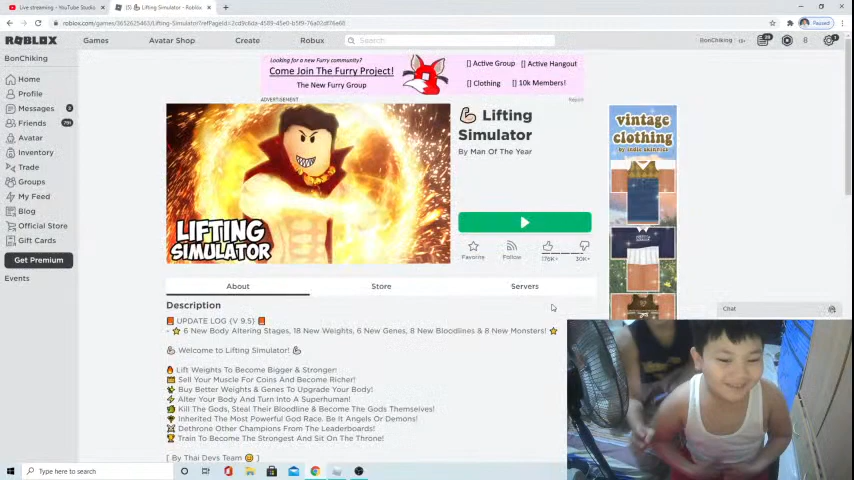 Live streaming - YouTube Studio
(5) 💪 Lifting Simulator - Roblox
Paused
ROBLOX
Games
Avatar Shop
Create
Robux
Search
BonChiking
BonChiking
Home
Profile
Messages
Friends
Avatar
Inventory
Trade
Groups
My Feed
Blog
Official Store
Gift Cards
Get Premium
Events
Looking for a new Furry community?
Come Join The Furry Project!
The New Furry Group
[] Active Group [] Active Hangout
[] Clothing [] 10k Members!
ADVERTISEMENT
Report
LIFTING
SIMULATOR
💪 Lifting
Simulator
By Man Of The Year
Favorite
Follow
176K+
30K+
About
Store
Servers
Description
📕 UPDATE LOG {V 9.5} 📕
- ⭐ 6 New Body Altering Stages, 18 New Weights, 6 New Genes, 8 New Bloodlines & 8 New Monsters! ⭐
💪 Welcome to Lifting Simulator! 💪
🔥 Lift Weights To Become Bigger & Stronger!
Sell Your Muscle For Coins And Become Richer!
⚡ Buy Better Weights & Genes To Upgrade Your Body!
⚡ Alter Your Body And Turn Into A Superhuman!
Kill The Gods, Steal Their Bloodline & Become The Gods Themselves!
Inherited The Most Powerful God Race. Be It Angels Or Demons!
Dethrone Other Champions From The Leaderboards!
🏆 Train To Become The Strongest And Sit On The Throne!
[ By Thai Devs Team 😊 ]
vintage
clothing
by indie skinnies
Chat
Type here to search